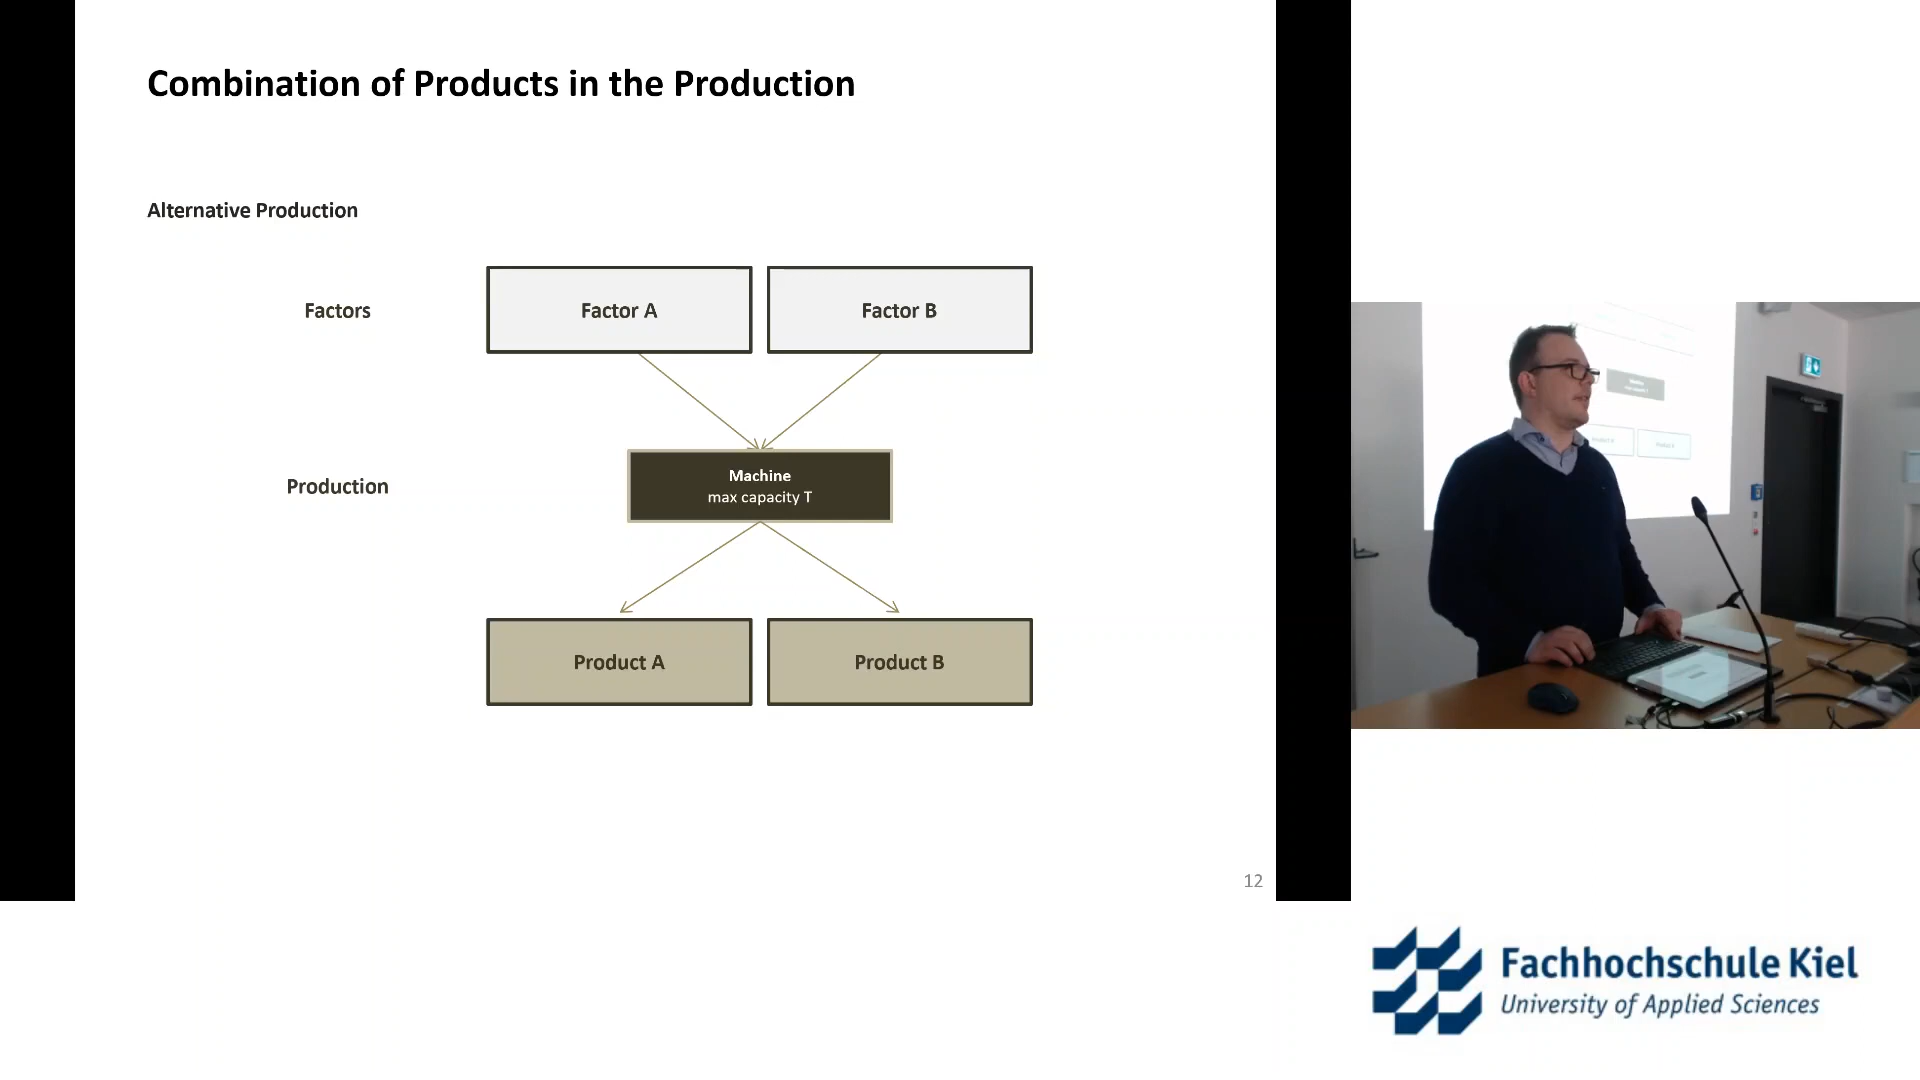 Combination of Products in the Production
Alternative Production
Factors
Factor A
Factor B
Production
Machine
max capacity T
Product A
Product B
12
Fachhochschule Kiel
University of Applied Sciences